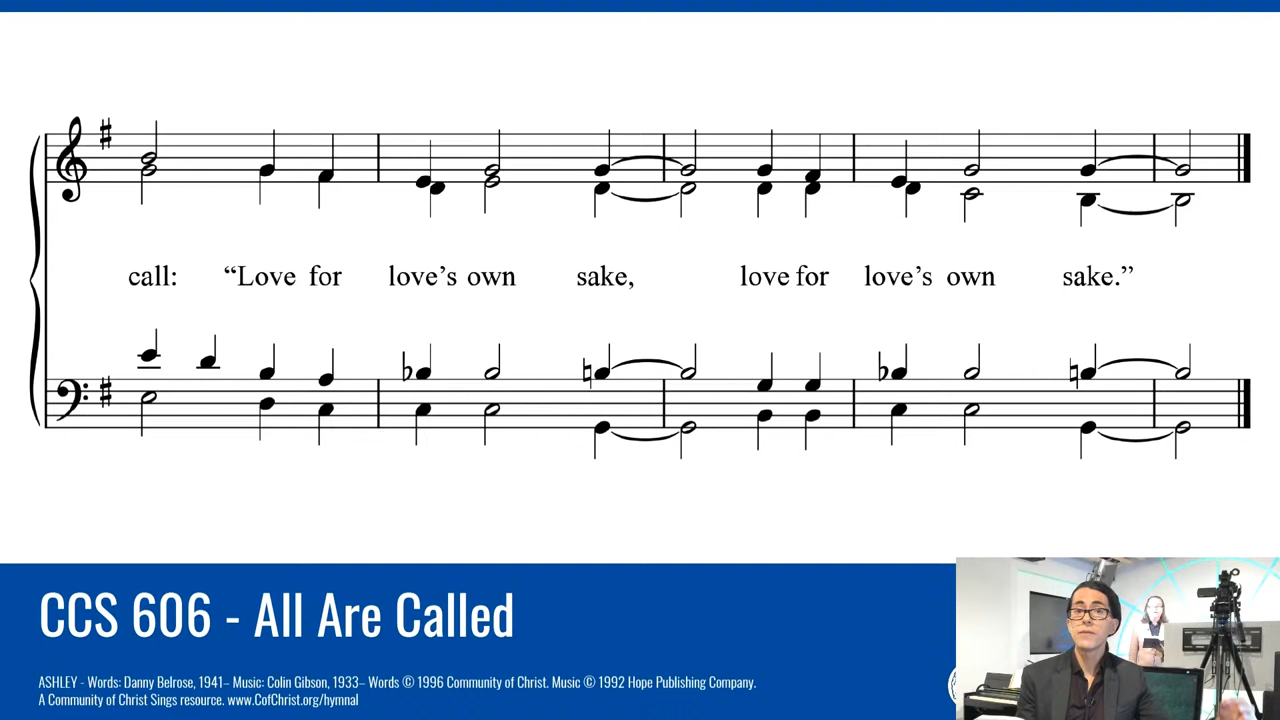 call: “Love for love’s own sake, love for love’s own sake.”
CCS 606 - All Are Called
ASHLEY - Words: Danny Belrose, 1941– Music: Colin Gibson, 1933– Words © 1996 Community of Christ. Music © 1992 Hope Publishing Company.
A Community of Christ Sings resource. www.CofChrist.org/hymnal